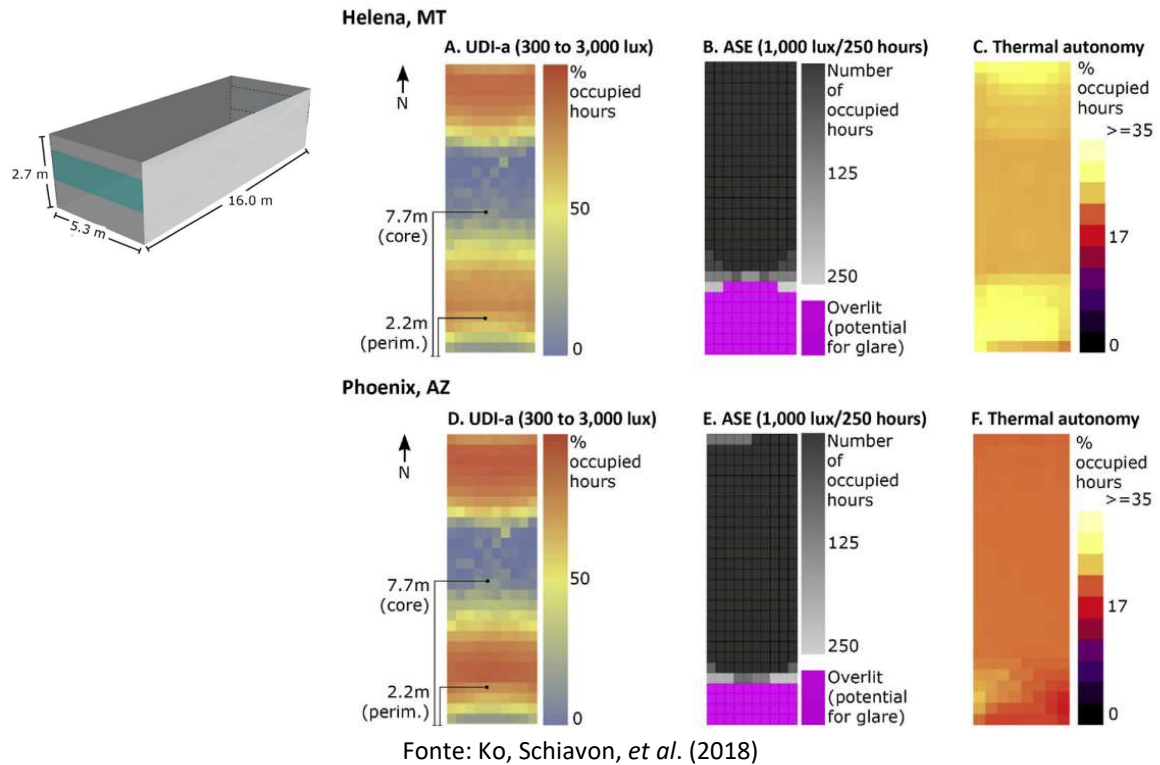 Helena, MT
2.7 m
5.3 m
16.0 m
A. UDI-a (300 to 3,000 lux)
N
%
occupied
hours
50
0
7.7m
(core)
2.2m
(perim.)
B. ASE (1,000 lux/250 hours)
Number
of
occupied
hours
125
250
Overlit
(potential
for glare)
C. Thermal autonomy
%
occupied
hours
>=35
17
0
Phoenix, AZ
D. UDI-a (300 to 3,000 lux)
N
%
occupied
hours
50
0
7.7m
(core)
2.2m
(perim.)
E. ASE (1,000 lux/250 hours)
Number
of
occupied
hours
125
250
Overlit
(potential
for glare)
F. Thermal autonomy
%
occupied
hours
>=35
17
0
Fonte: Ko, Schiavon, et al. (2018)